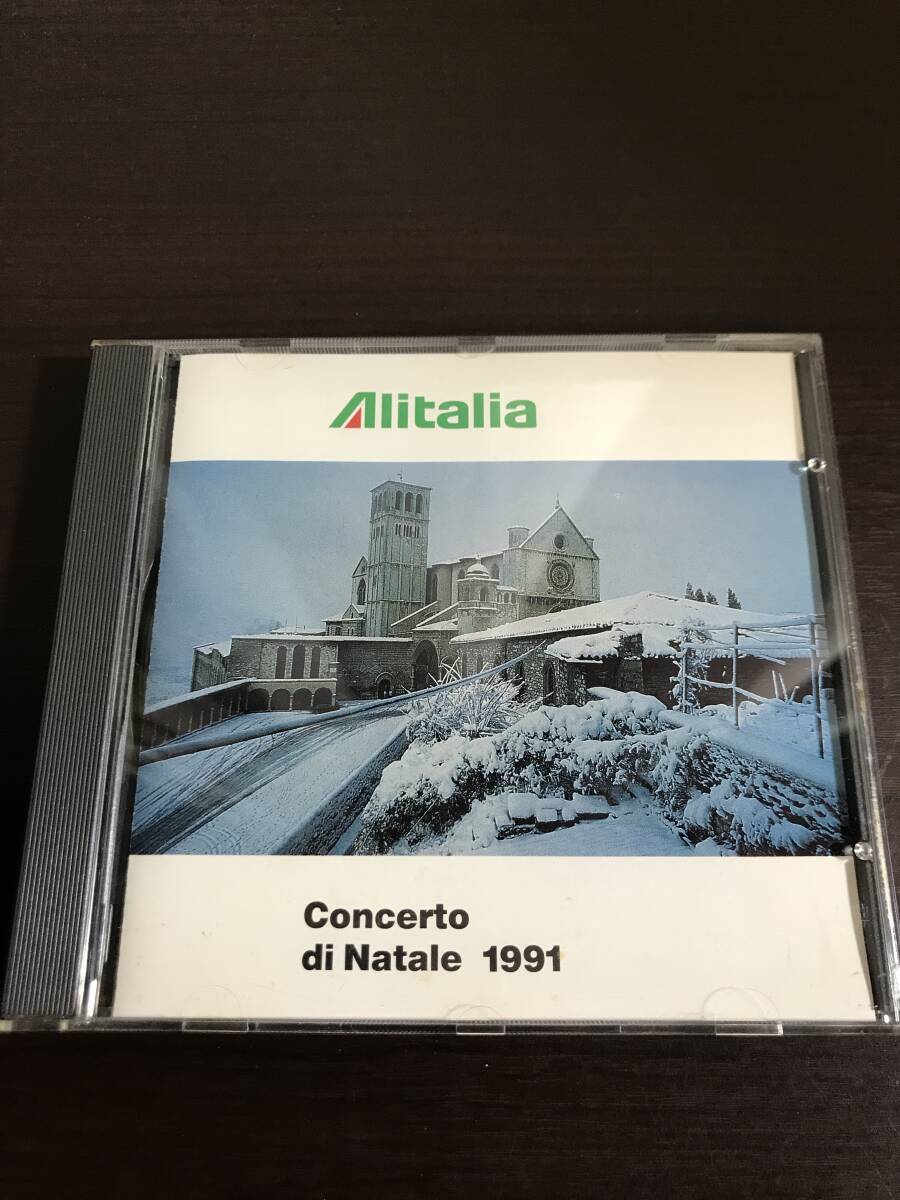 Alitalia
Concerto
di Natale 1991